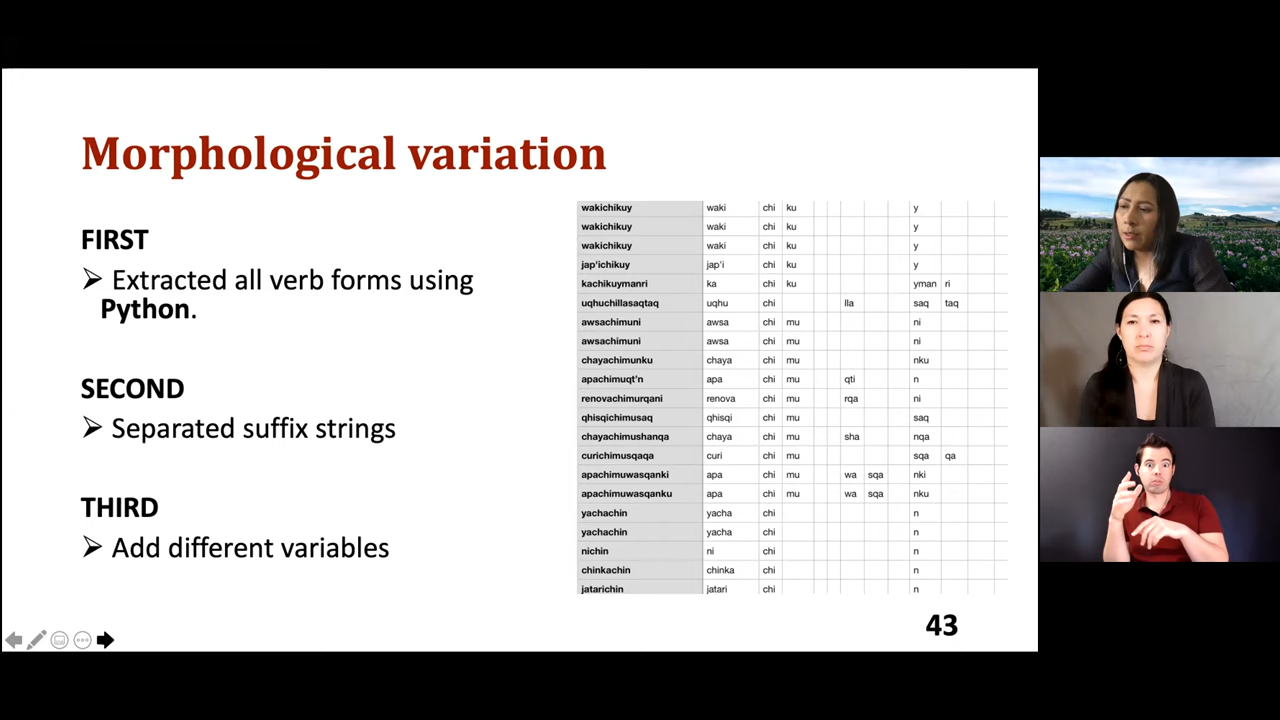 Morphological variation
FIRST
➢ Extracted all verb forms using
Python.
SECOND
➢ Separated suffix strings
THIRD
➢ Add different variables
wakichikuy waki chi ku y
wakichikuy waki chi ku y
wakichikuy waki chi ku y
jap'ichikuy jap'i chi ku y
kachikuymanri ka chi ku yman ri
uqhuchillasaqtaq uqhu chi lla saq taq
awsachimuni awsa chi mu ni
awsachimuni awsa chi mu ni
chayachimunku chaya chi mu nku
apachimuqt'n apa chi mu qti n
renovachimurqani renova chi mu rqa ni
qhisqichimusaq qhisqi chi mu saq
chayachimushanqa chaya chi mu sha nqa
curichimusqaqa curi chi mu sqa qa
apachimuwasqanki apa chi mu wa sqa nki
apachimuwasqanku apa chi mu wa sqa nku
yachachin yacha chi n
yachachin yacha chi n
nichin ni chi n
chinkachin chinka chi n
jatarichin jatari chi n
43